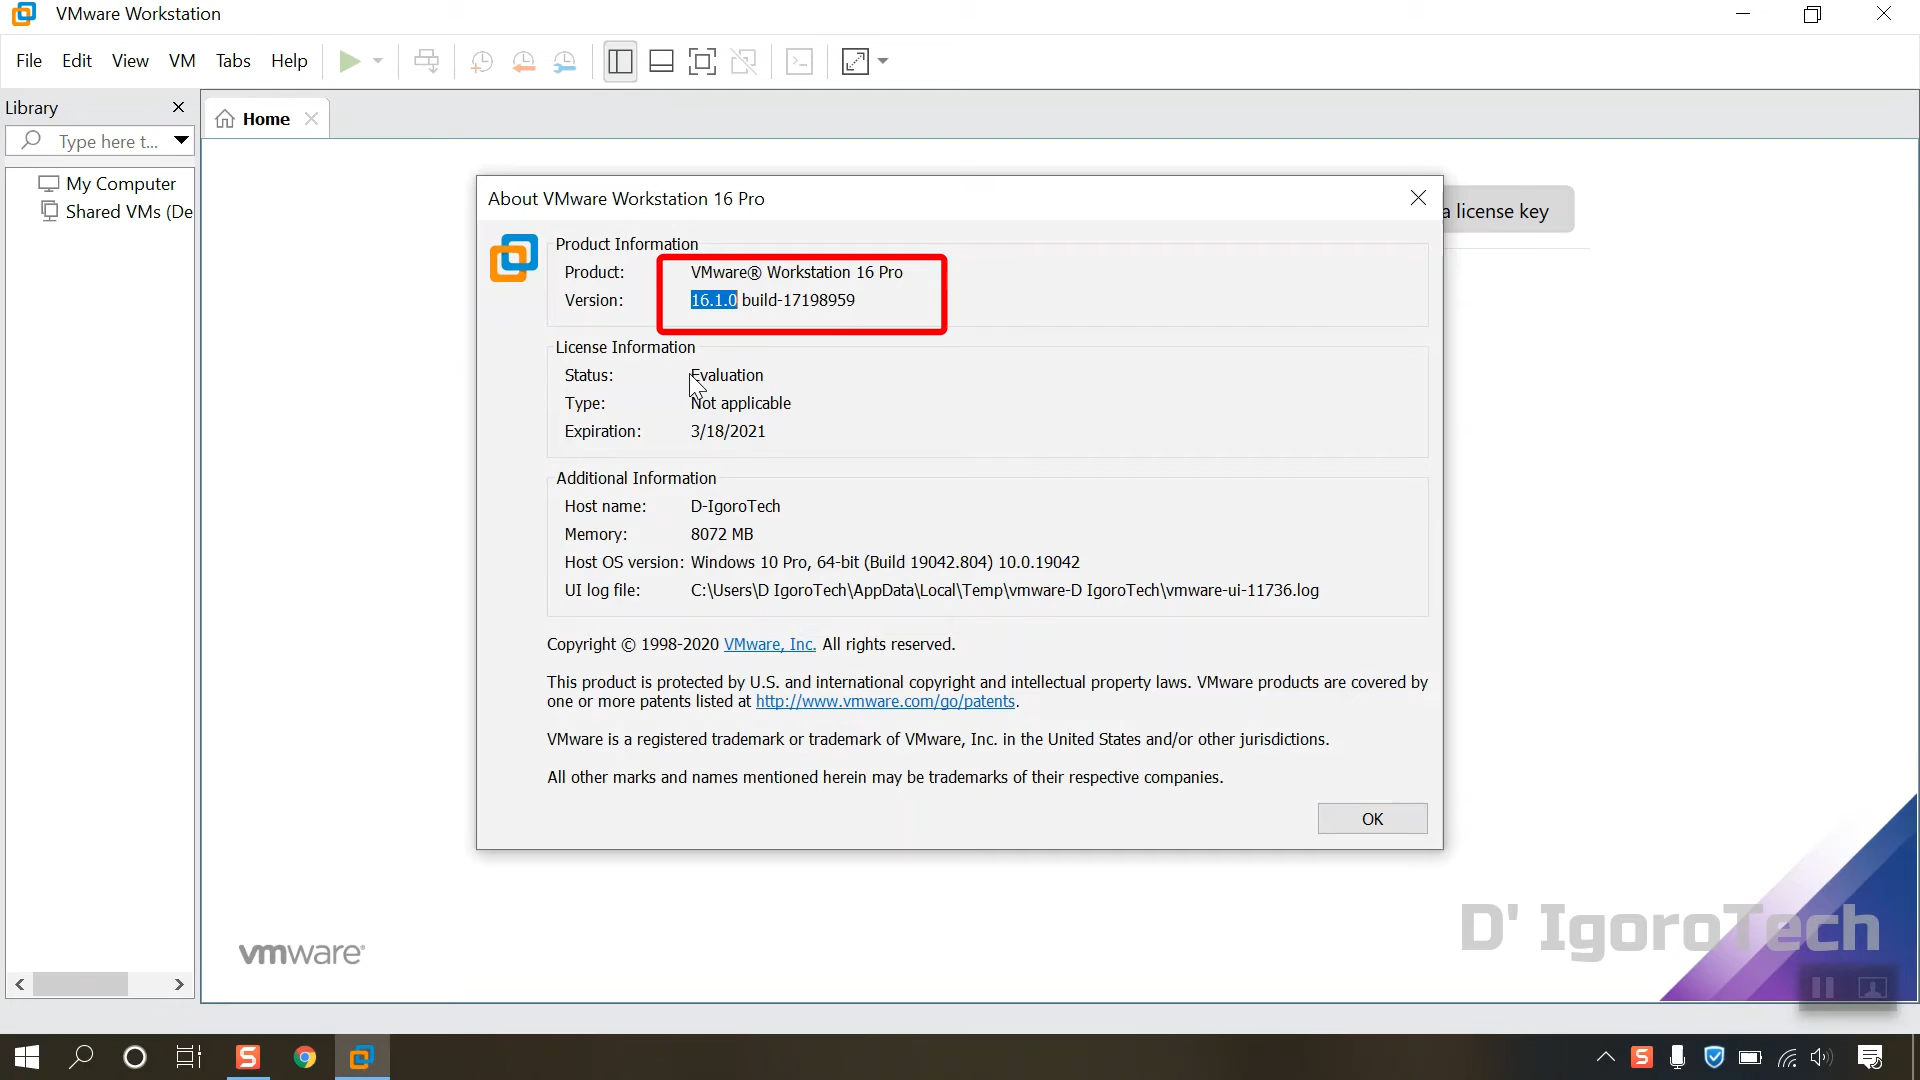 VMware Workstation
File Edit View VM Tabs Help
Library
Home
Type here t...
My Computer
Shared VMs (De
a license key
About VMware Workstation 16 Pro
Product Information
Product: VMware® Workstation 16 Pro
Version: 16.1.0 build-17198959
License Information
Status: Evaluation
Type: Not applicable
Expiration: 3/18/2021
Additional Information
Host name: D-IgoroTech
Memory: 8072 MB
Host OS version: Windows 10 Pro, 64-bit (Build 19042.804) 10.0.19042
UI log file: C:\Users\D IgoroTech\AppData\Local\Temp\vmware-D IgoroTech\vmware-ui-11736.log
Copyright © 1998-2020 VMware, Inc. All rights reserved.
This product is protected by U.S. and international copyright and intellectual property laws. VMware products are covered by
one or more patents listed at http://www.vmware.com/go/patents.
VMware is a registered trademark or trademark of VMware, Inc. in the United States and/or other jurisdictions.
All other marks and names mentioned herein may be trademarks of their respective companies.
OK
D' IgoroTech
vmware®